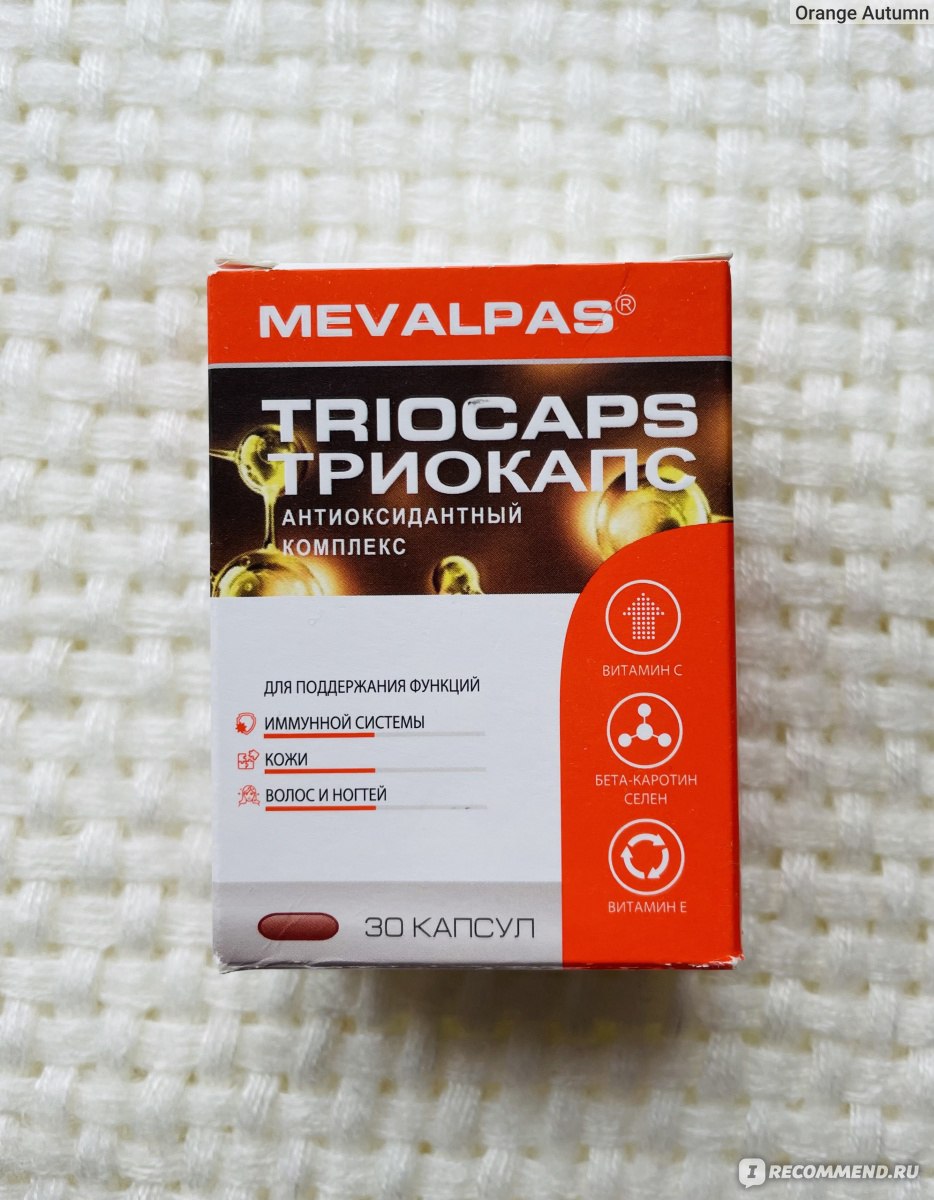 Orange Autumn
MEVALPAS®
TRIOCAPS
ТРИОКАПС
АНТИОКСИДАНТНЫЙ
КОМПЛЕКС
ДЛЯ ПОДДЕРЖАНИЯ ФУНКЦИЙ
ИММУННОЙ СИСТЕМЫ
КОЖИ
ВОЛОС И НОГТЕЙ
ВИТАМИН С
БЕТА-КАРОТИН
СЕЛЕН
ВИТАМИН Е
30 КАПСУЛ
I RECOMMEND.RU